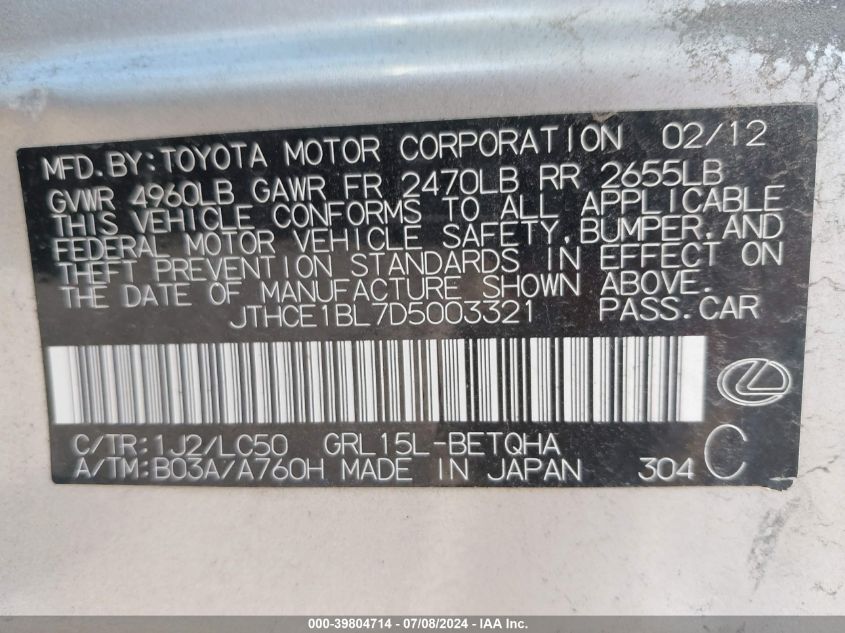 MFD.BY:TOYOTA MOTOR CORPORATION 02/12
GVWR 4960LB GAWR FR 2470LB RR 2655LB
THIS VEHICLE CONFORMS TO ALL APPLICABLE
FEDERAL MOTOR VEHICLE SAFETY,BUMPER,AND
THEFT PREVENTION STANDARDS IN EFFECT ON
THE DATE OF MANUFACTURE SHOWN ABOVE.
JTHCE1BL7D5003321 PASS.CAR
C/TR:1J2/LC50 GRL15L-BETQHA
A/TM:B03A/A760H MADE IN JAPAN 304 C
000-39804714 - 07/08/2024 - IAA Inc.